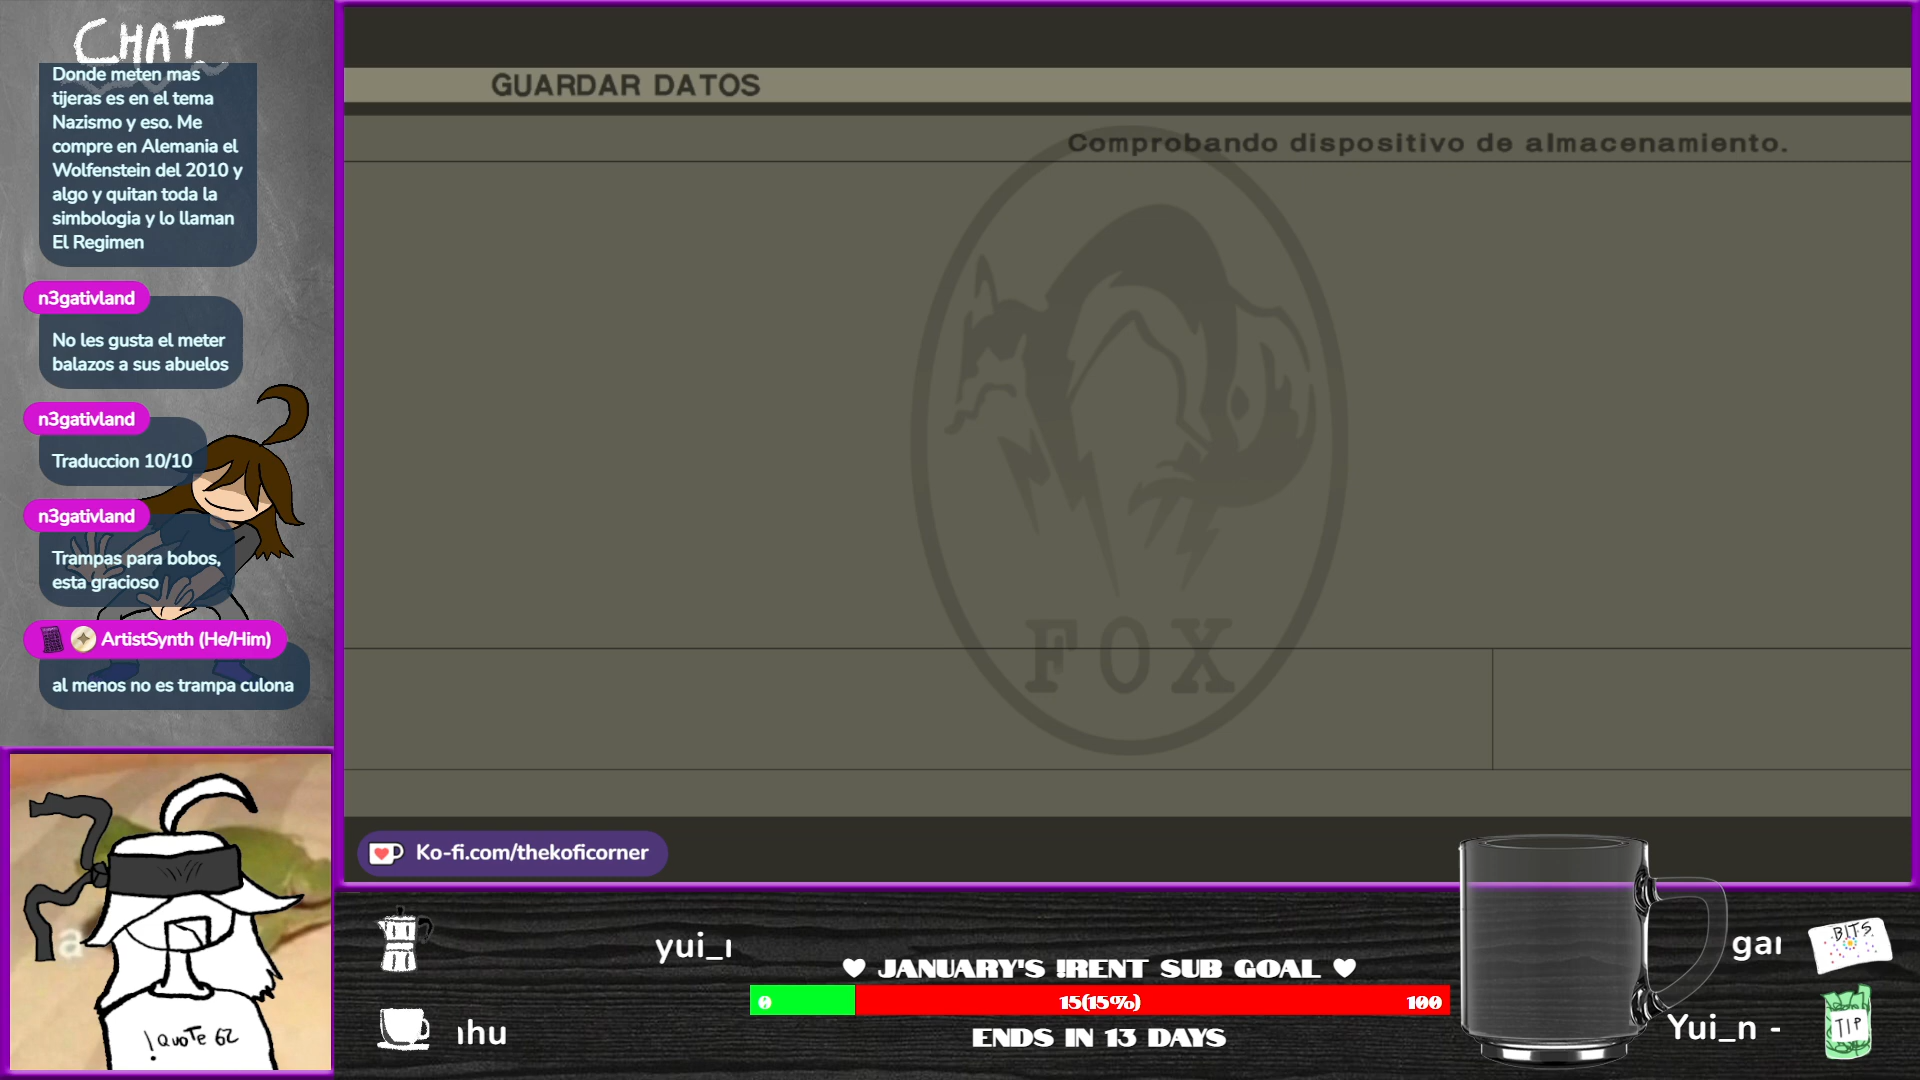 CHAT
Donde meten mas
tijeras es en el tema
Nazismo y eso. Me
compre en Alemania el
Wolfenstein del 2010 y
algo y quitan toda la
simbologia y lo llaman
El Regimen
n3gativland
No les gusta el meter
balazos a sus abuelos
n3gativland
Traduccion 10/10
n3gativland
Trampas para bobos,
esta gracioso
ArtistSynth (He/Him)
al menos no es trampa culona
!QUOTE 62
a
GUARDAR DATOS
Comprobando dispositivo de almacenamiento.
FOX
Ko-fi.com/thekoficorner
yui_
hu
♥ JANUARY'S !RENT SUB GOAL ♥
0 15(15%) 100
ENDS IN 13 DAYS
gai
BITS
Yui_n -
TIP